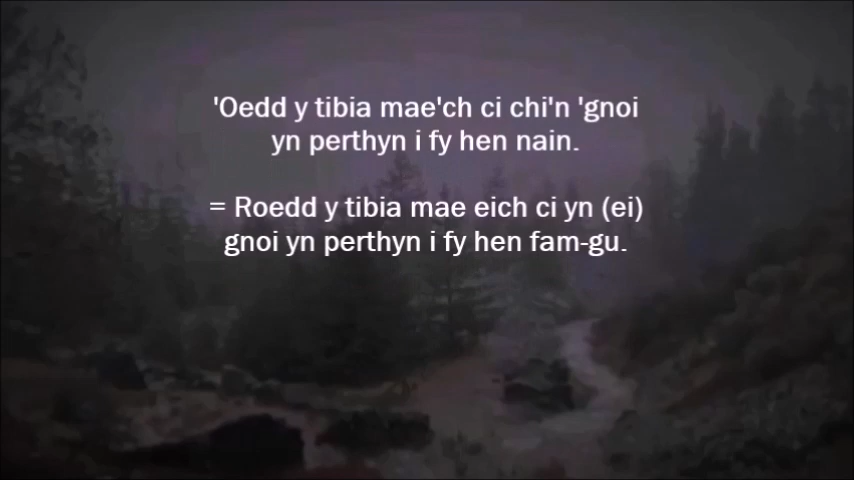 'Oedd y tibia mae'ch ci chi'n 'gnoi
yn perthyn i fy hen nain.
= Roedd y tibia mae eich ci yn (ei)
gnoi yn perthyn i fy hen fam-gu.